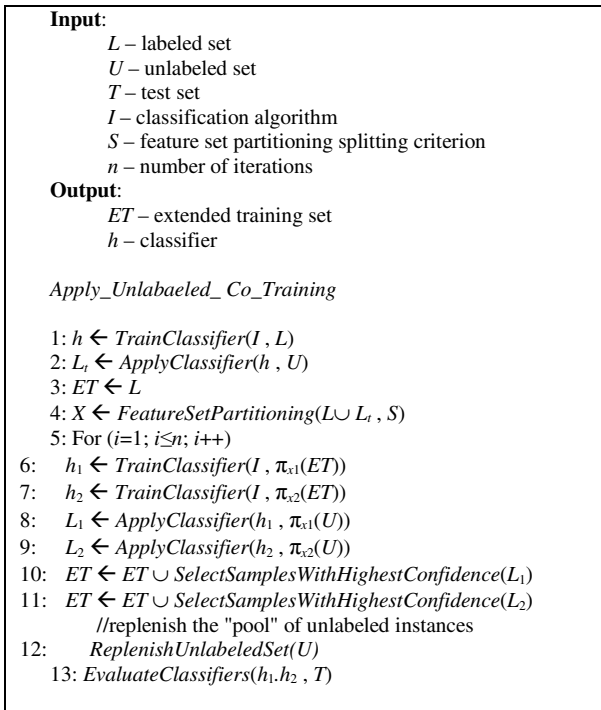 Input:
L – labeled set
U – unlabeled set
T – test set
I – classification algorithm
S – feature set partitioning splitting criterion
n – number of iterations
Output:
ET – extended training set
h – classifier
Apply_Unlabaeled_ Co_Training
1: h ← TrainClassifier(I , L)
2: Lt ← ApplyClassifier(h , U)
3: ET ← L
4: X ← FeatureSetPartitioning(L∪ Lt , S)
5: For (i=1; i≤n; i++)
6: h1 ← TrainClassifier(I , πx1(ET))
7: h2 ← TrainClassifier(I , πx2(ET))
8: L1 ← ApplyClassifier(h1 , πx1(U))
9: L2 ← ApplyClassifier(h2 , πx2(U))
10: ET ← ET ∪ SelectSamplesWithHighestConfidence(L1)
11: ET ← ET ∪ SelectSamplesWithHighestConfidence(L2)
//replenish the "pool" of unlabeled instances
12: ReplenishUnlabeledSet(U)
13: EvaluateClassifiers(h1.h2 , T)